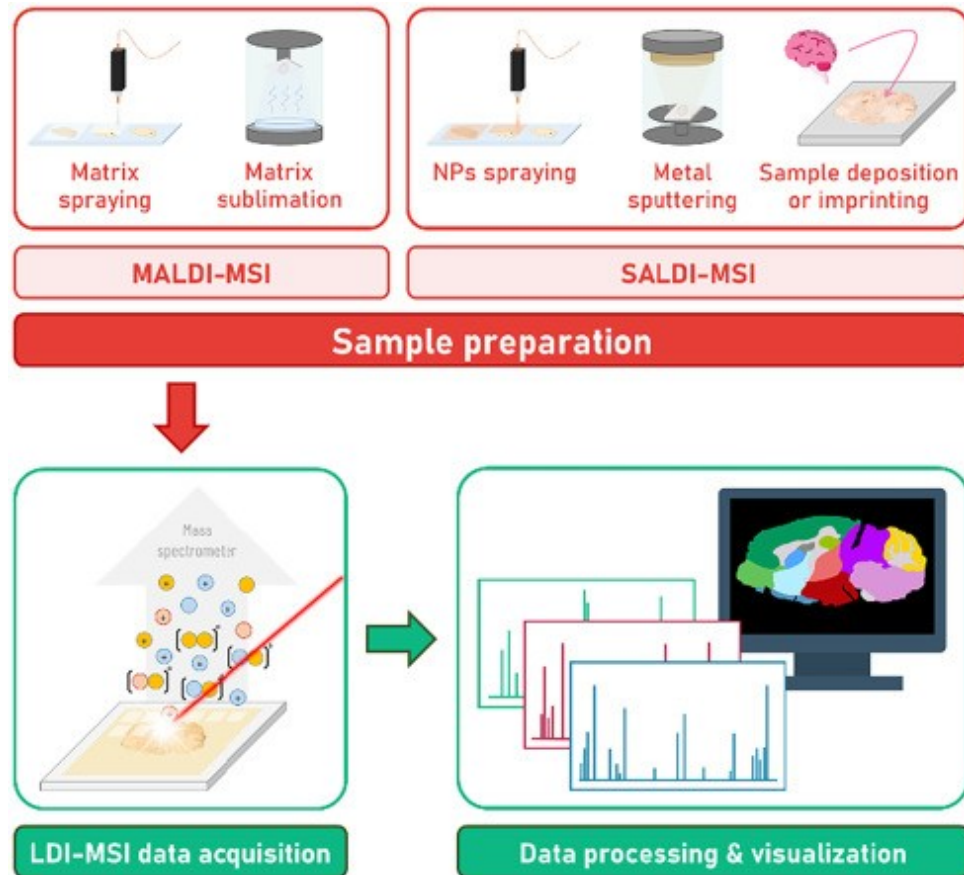 Matrix
spraying
Matrix
sublimation
NPs spraying
Metal
sputtering
Sample deposition
or imprinting
MALDI-MSI
SALDI-MSI
Sample preparation
Mass
spectrometer
LDI-MSI data acquisition
Data processing & visualization